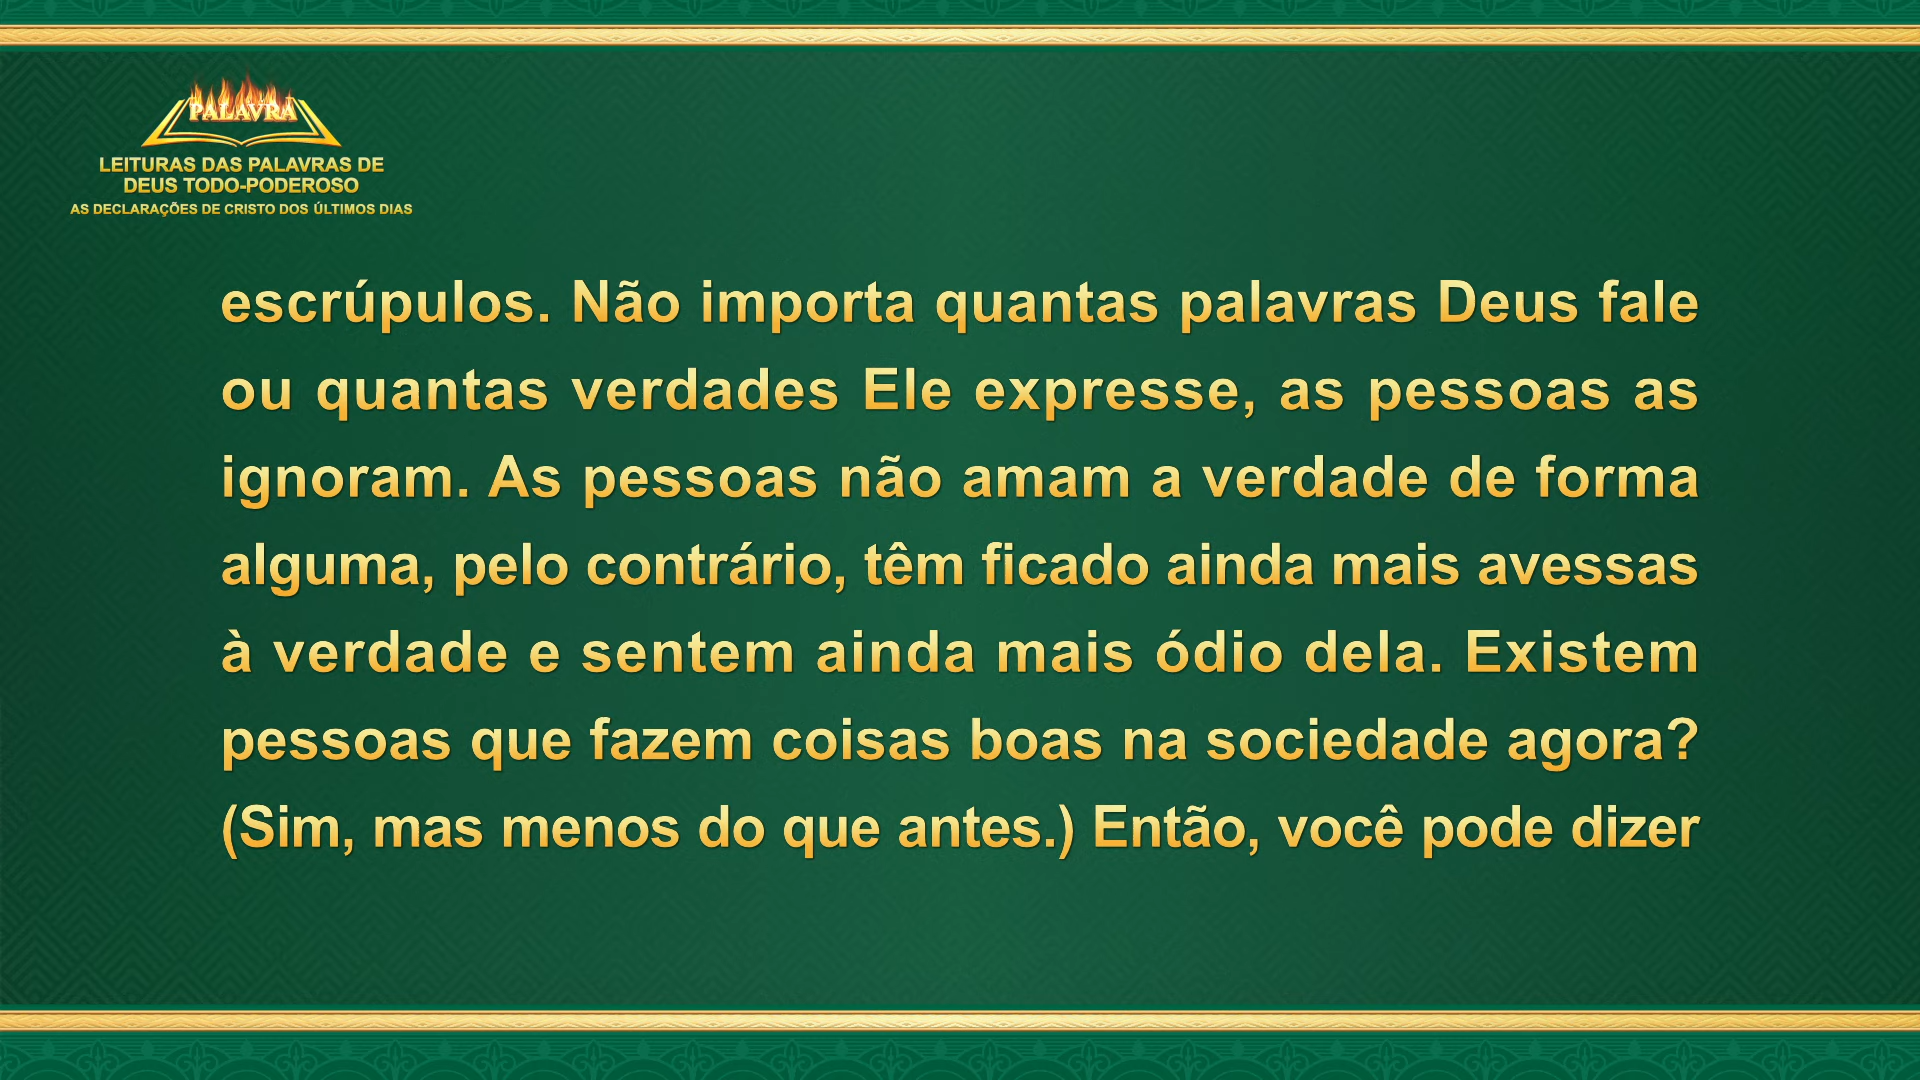 PALAVRA
LEITURAS DAS PALAVRAS DE
DEUS TODO-PODEROSO
AS DECLARAÇÕES DE CRISTO DOS ÚLTIMOS DIAS
escrúpulos. Não importa quantas palavras Deus fale
ou quantas verdades Ele expresse, as pessoas as
ignoram. As pessoas não amam a verdade de forma
alguma, pelo contrário, têm ficado ainda mais avessas
à verdade e sentem ainda mais ódio dela. Existem
pessoas que fazem coisas boas na sociedade agora?
(Sim, mas menos do que antes.) Então, você pode dizer